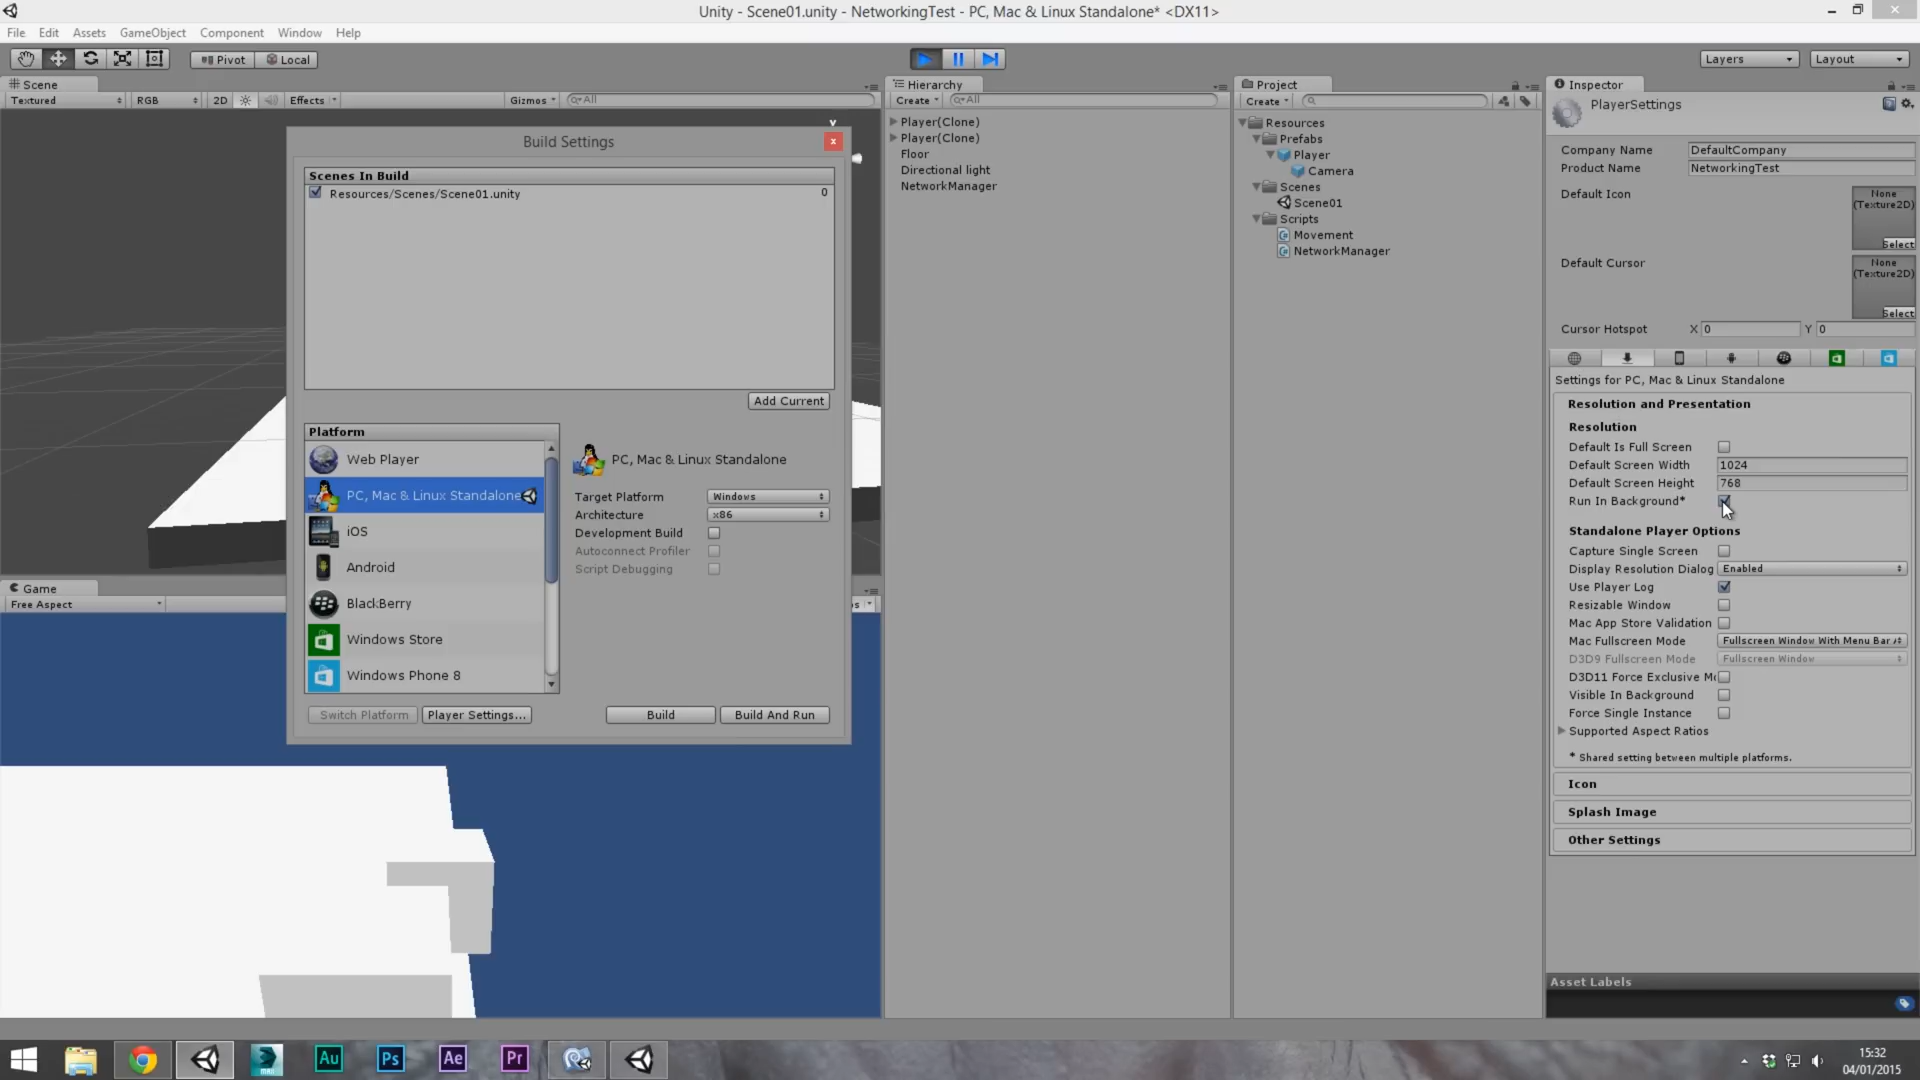 Unity - Scene01.unity - NetworkingTest - PC, Mac & Linux Standalone* <DX11>
File Edit Assets GameObject Component Window Help
Pivot Local
Layers Layout
Scene
Textured RGB 2D Effects Gizmos All
Build Settings
Scenes In Build
Resources/Scenes/Scene01.unity 0
Add Current
Platform
Web Player
PC, Mac & Linux Standalone
iOS
Android
BlackBerry
Windows Store
Windows Phone 8
PC, Mac & Linux Standalone
Target Platform Windows
Architecture x86
Development Build
Autoconnect Profiler
Script Debugging
Switch Platform Player Settings... Build Build And Run
y
Game
Free Aspect
Hierarchy
Create All
Player(Clone)
Player(Clone)
Floor
Directional light
NetworkManager
Project
Create
Resources
Prefabs
Player
Camera
Scenes
Scene01
Scripts
Movement
NetworkManager
Inspector
PlayerSettings
Company Name DefaultCompany
Product Name NetworkingTest
Default Icon
None
(Texture2D)
Select
Default Cursor
None
(Texture2D)
Select
Cursor Hotspot X 0 Y 0
Settings for PC, Mac & Linux Standalone
Resolution and Presentation
Resolution
Default Is Full Screen
Default Screen Width 1024
Default Screen Height 768
Run In Background*
Standalone Player Options
Capture Single Screen
Display Resolution Dialog Enabled
Use Player Log
Resizable Window
Mac App Store Validation
Mac Fullscreen Mode Fullscreen Window With Menu Bar
D3D9 Fullscreen Mode Fullscreen Window
D3D11 Force Exclusive Mo
Visible In Background
Force Single Instance
Supported Aspect Ratios
* Shared setting between multiple platforms.
Icon
Splash Image
Other Settings
Asset Labels
Au Ps Ae Pr
15:32
04/01/2015